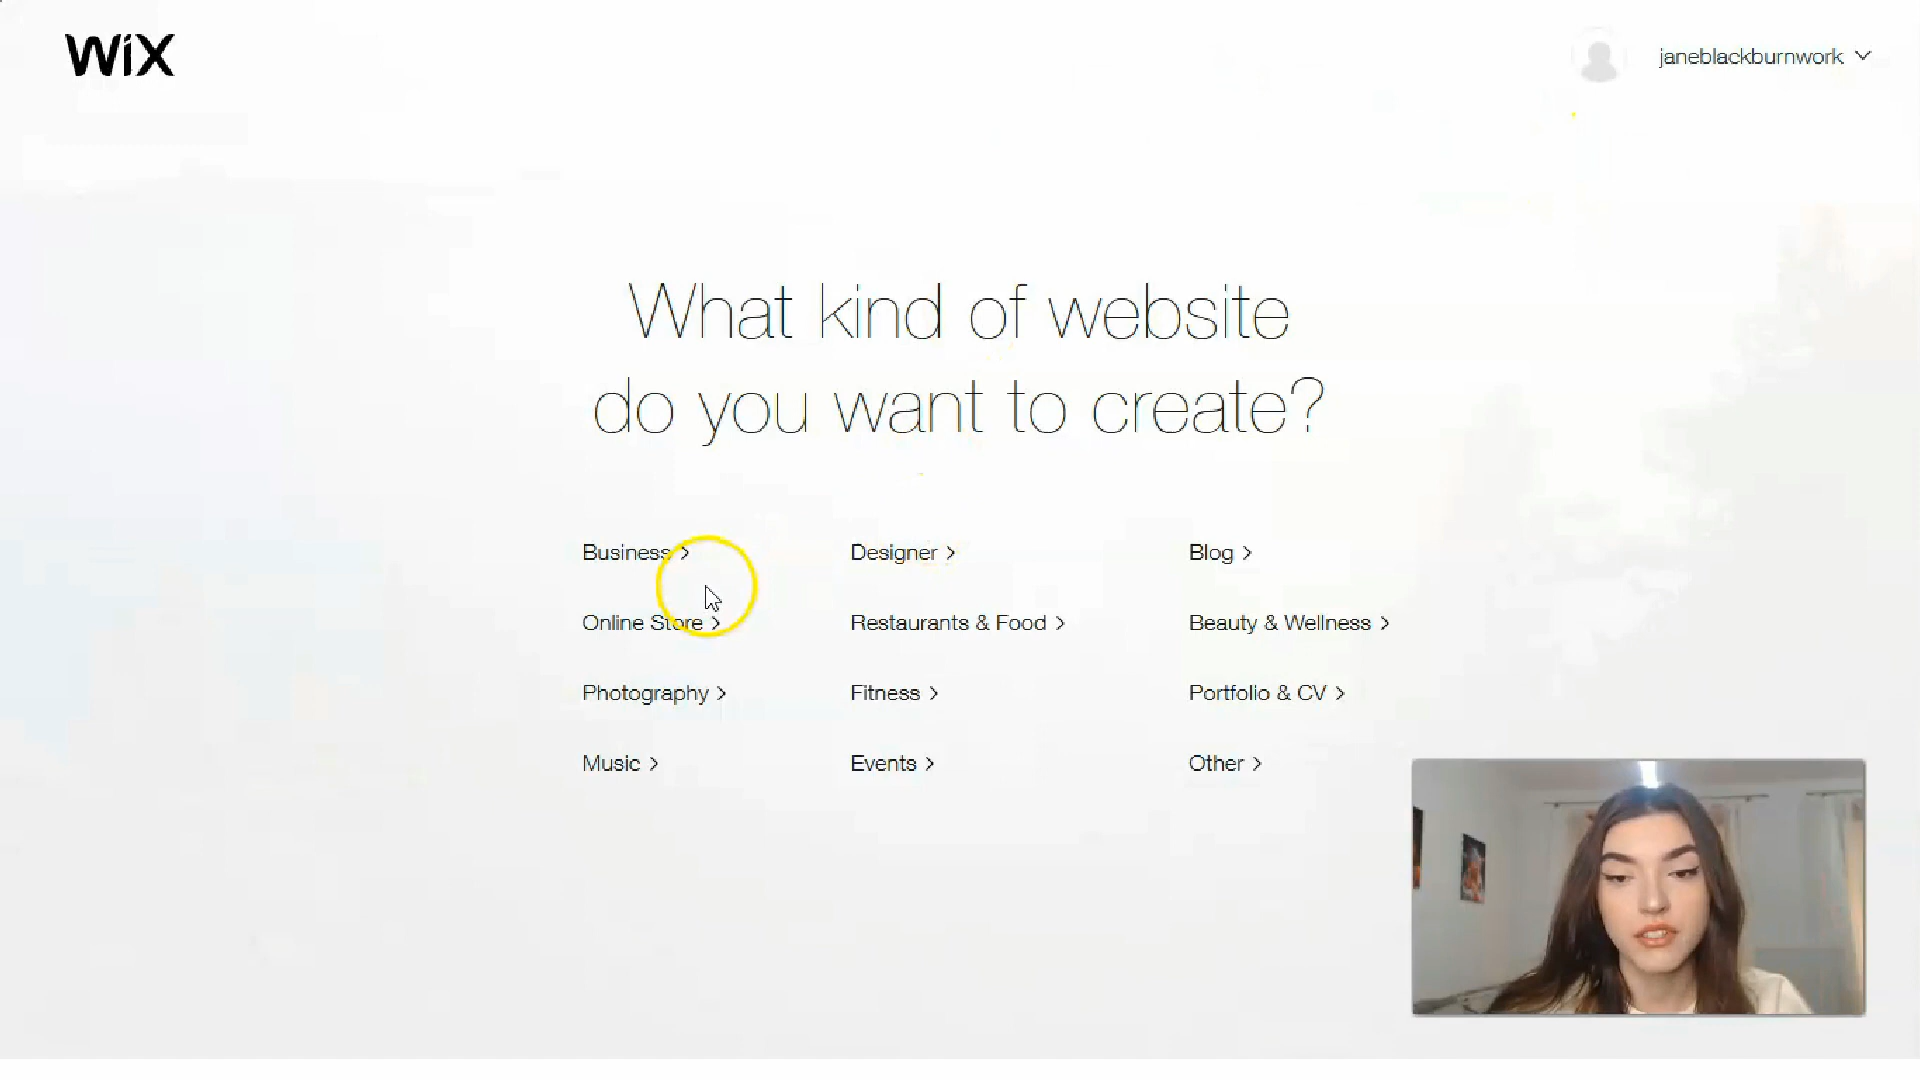 WiX
janeblackburnwork
What kind of website
do you want to create?
Business >
Designer >
Blog >
Online Store >
Restaurants & Food >
Beauty & Wellness >
Photography >
Fitness >
Portfolio & CV >
Music >
Events >
Other >